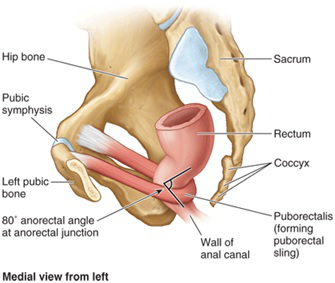 Hip bone
Pubic
symphysis
Left pubic
bone
80° anorectal angle
at anorectal junction
Sacrum
Rectum
Coccyx
Puborectalis
(forming
puborectal
sling)
Wall of
anal canal
Medial view from left